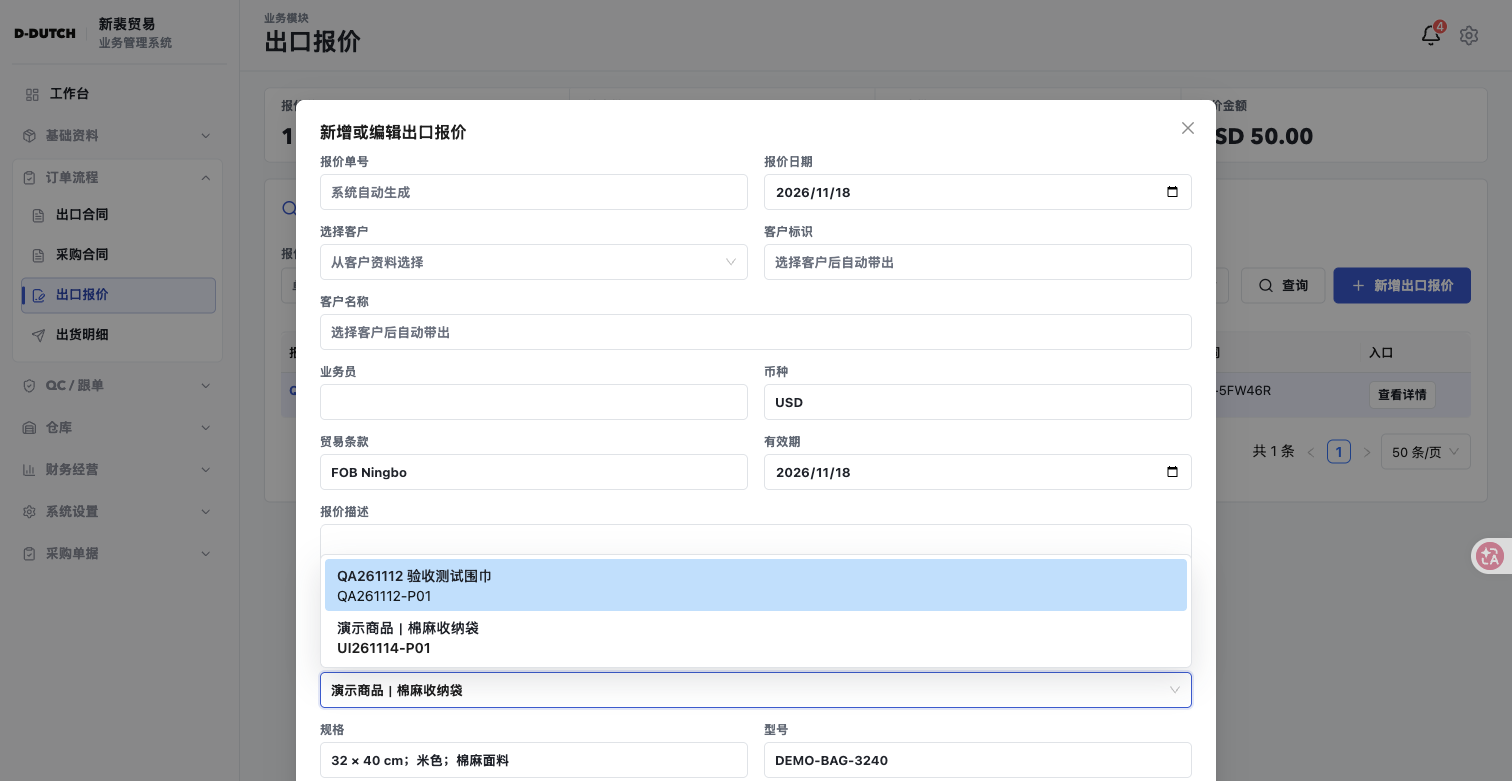 D-DUTCH
新裴贸易
业务管理系统
工作台
基础资料
订单流程
出口合同
采购合同
出口报价
出货明细
QC / 跟单
仓库
财务经营
系统设置
采购单据
业务模块
出口报价
4
报
1
价金额
SD 50.00
报
查询
新增出口报价
入口
-5FW46R
查看详情
共 1 条
1
50 条/页
新增或编辑出口报价
报价单号
报价日期
系统自动生成
2026/11/18
选择客户
客户标识
从客户资料选择
选择客户后自动带出
客户名称
选择客户后自动带出
业务员
币种
USD
贸易条款
有效期
FOB Ningbo
2026/11/18
报价描述
QA261112 验收测试围巾
QA261112-P01
演示商品 | 棉麻收纳袋
UI261114-P01
演示商品 | 棉麻收纳袋
规格
型号
32 × 40 cm；米色；棉麻面料
DEMO-BAG-3240